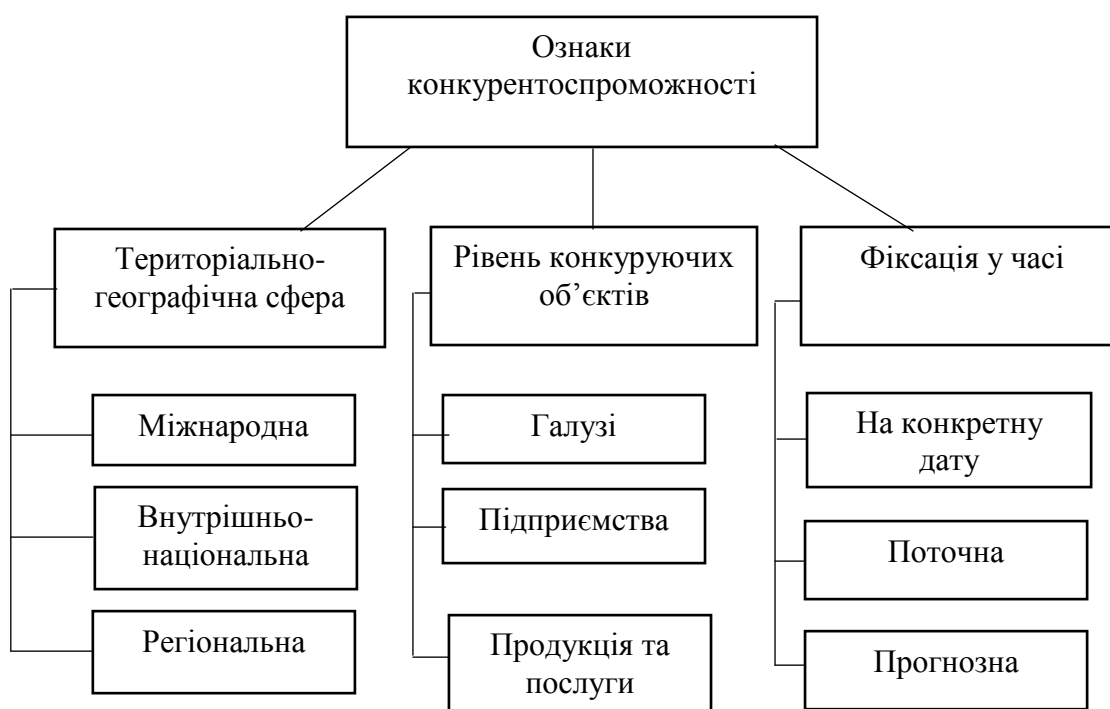 Ознаки
конкурентоспроможності
Територіально-
географічна сфера
Міжнародна
Внутрішньо-
національна
Регіональна
Рівень конкуруючих
об’єктів
Галузі
Підприємства
Продукція та
послуги
Фіксація у часі
На конкретну
дату
Поточна
Прогнозна